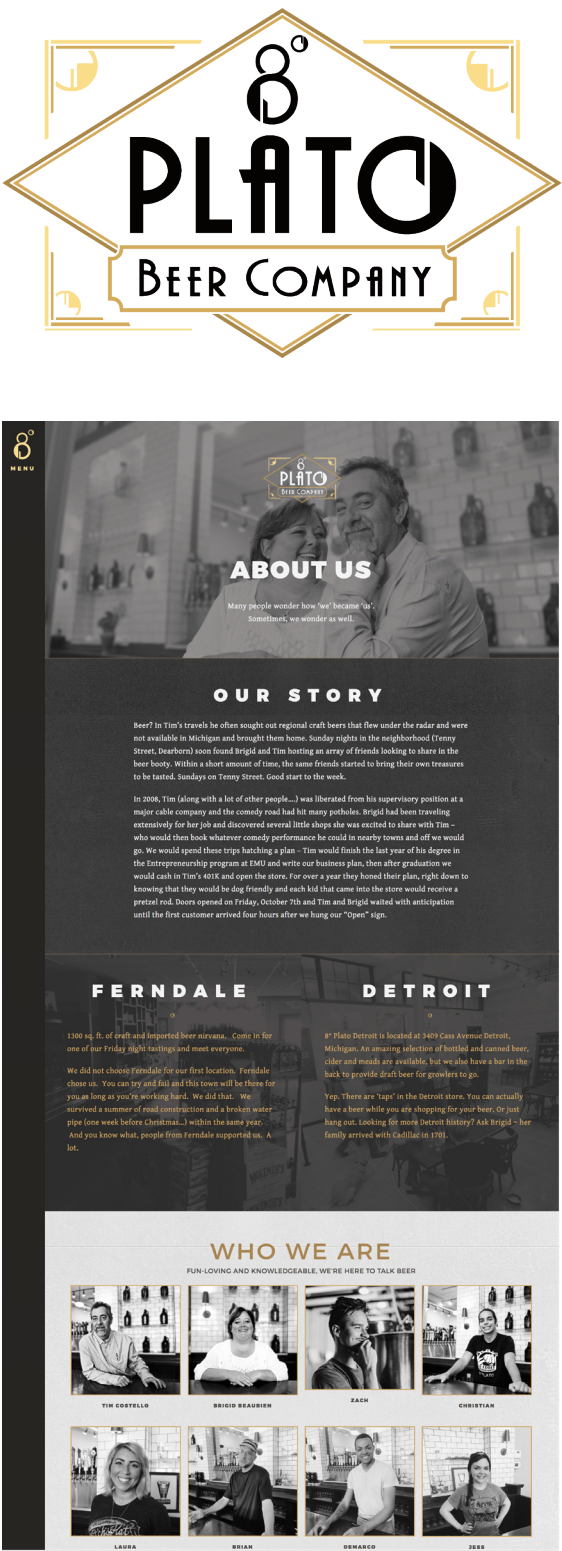 8°
PLATO
BEER COMPANY
8°
MENU
8°
PLATO
BEER COMPANY
ABOUT US
Many people wonder how ‘we’ became ‘us’.
Sometimes, we wonder as well.
OUR STORY
Beer? In Tim’s travels he often sought out regional craft beers that flew under the radar and were
not available in Michigan and brought them home. Sunday nights in the neighborhood (Tenny
Street, Dearborn) soon found Brigid and Tim hosting an array of friends looking to share in the
beer booty. Within a short amount of time, the same friends started to bring their own treasures
to be tasted. Sundays on Tenny Street. Good start to the week.
In 2008, Tim (along with a lot of other people….) was liberated from his supervisory position at a
major cable company and the comedy road had hit many potholes. Brigid had been traveling
extensively for her job and discovered several little shops she was excited to share with Tim –
who would then book whatever comedy performance he could in nearby towns and off we would
go. We would spend these trips hatching a plan – Tim would finish the last year of his degree in
the Entrepreneurship program at EMU and write our business plan, then after graduation we
would cash in Tim’s 401K and open the store. For over a year they honed their plan, right down to
knowing that they would be dog friendly and each kid that came into the store would receive a
pretzel rod. Doors opened on Friday, October 7th and Tim and Brigid waited with anticipation
until the first customer arrived four hours after we hung our “Open” sign.
FERNDALE
1300 sq. ft. of craft and imported beer nirvana. Come in for
one of our Friday night tastings and meet everyone.
We did not choose Ferndale for our first location. Ferndale
chose us. You can try and fail and this town will be there for
you as long as you’re working hard. We did that. We
survived a summer of road construction and a broken water
pipe (one week before Christmas…) within the same year.
And you know what, people from Ferndale supported us. A
lot.
DETROIT
8° Plato Detroit is located at 3409 Cass Avenue Detroit,
Michigan. An amazing selection of bottled and canned beer,
cider and meads are available, but we also have a bar in the
back to provide draft beer for growlers to go.
Yep. There are ‘taps’ in the Detroit store. You can actually
have a beer while you are shopping for your beer. Or just
hang out. Looking for more Detroit history? Ask Brigid – her
family arrived with Cadillac in 1701.
WHO WE ARE
FUN-LOVING AND KNOWLEDGEABLE, WE'RE HERE TO TALK BEER
TIM COSTELLO
BRIGID BEAUBIEN
ZACH
CHRISTIAN
LAURA
BRIAN
DEMARCO
JESS